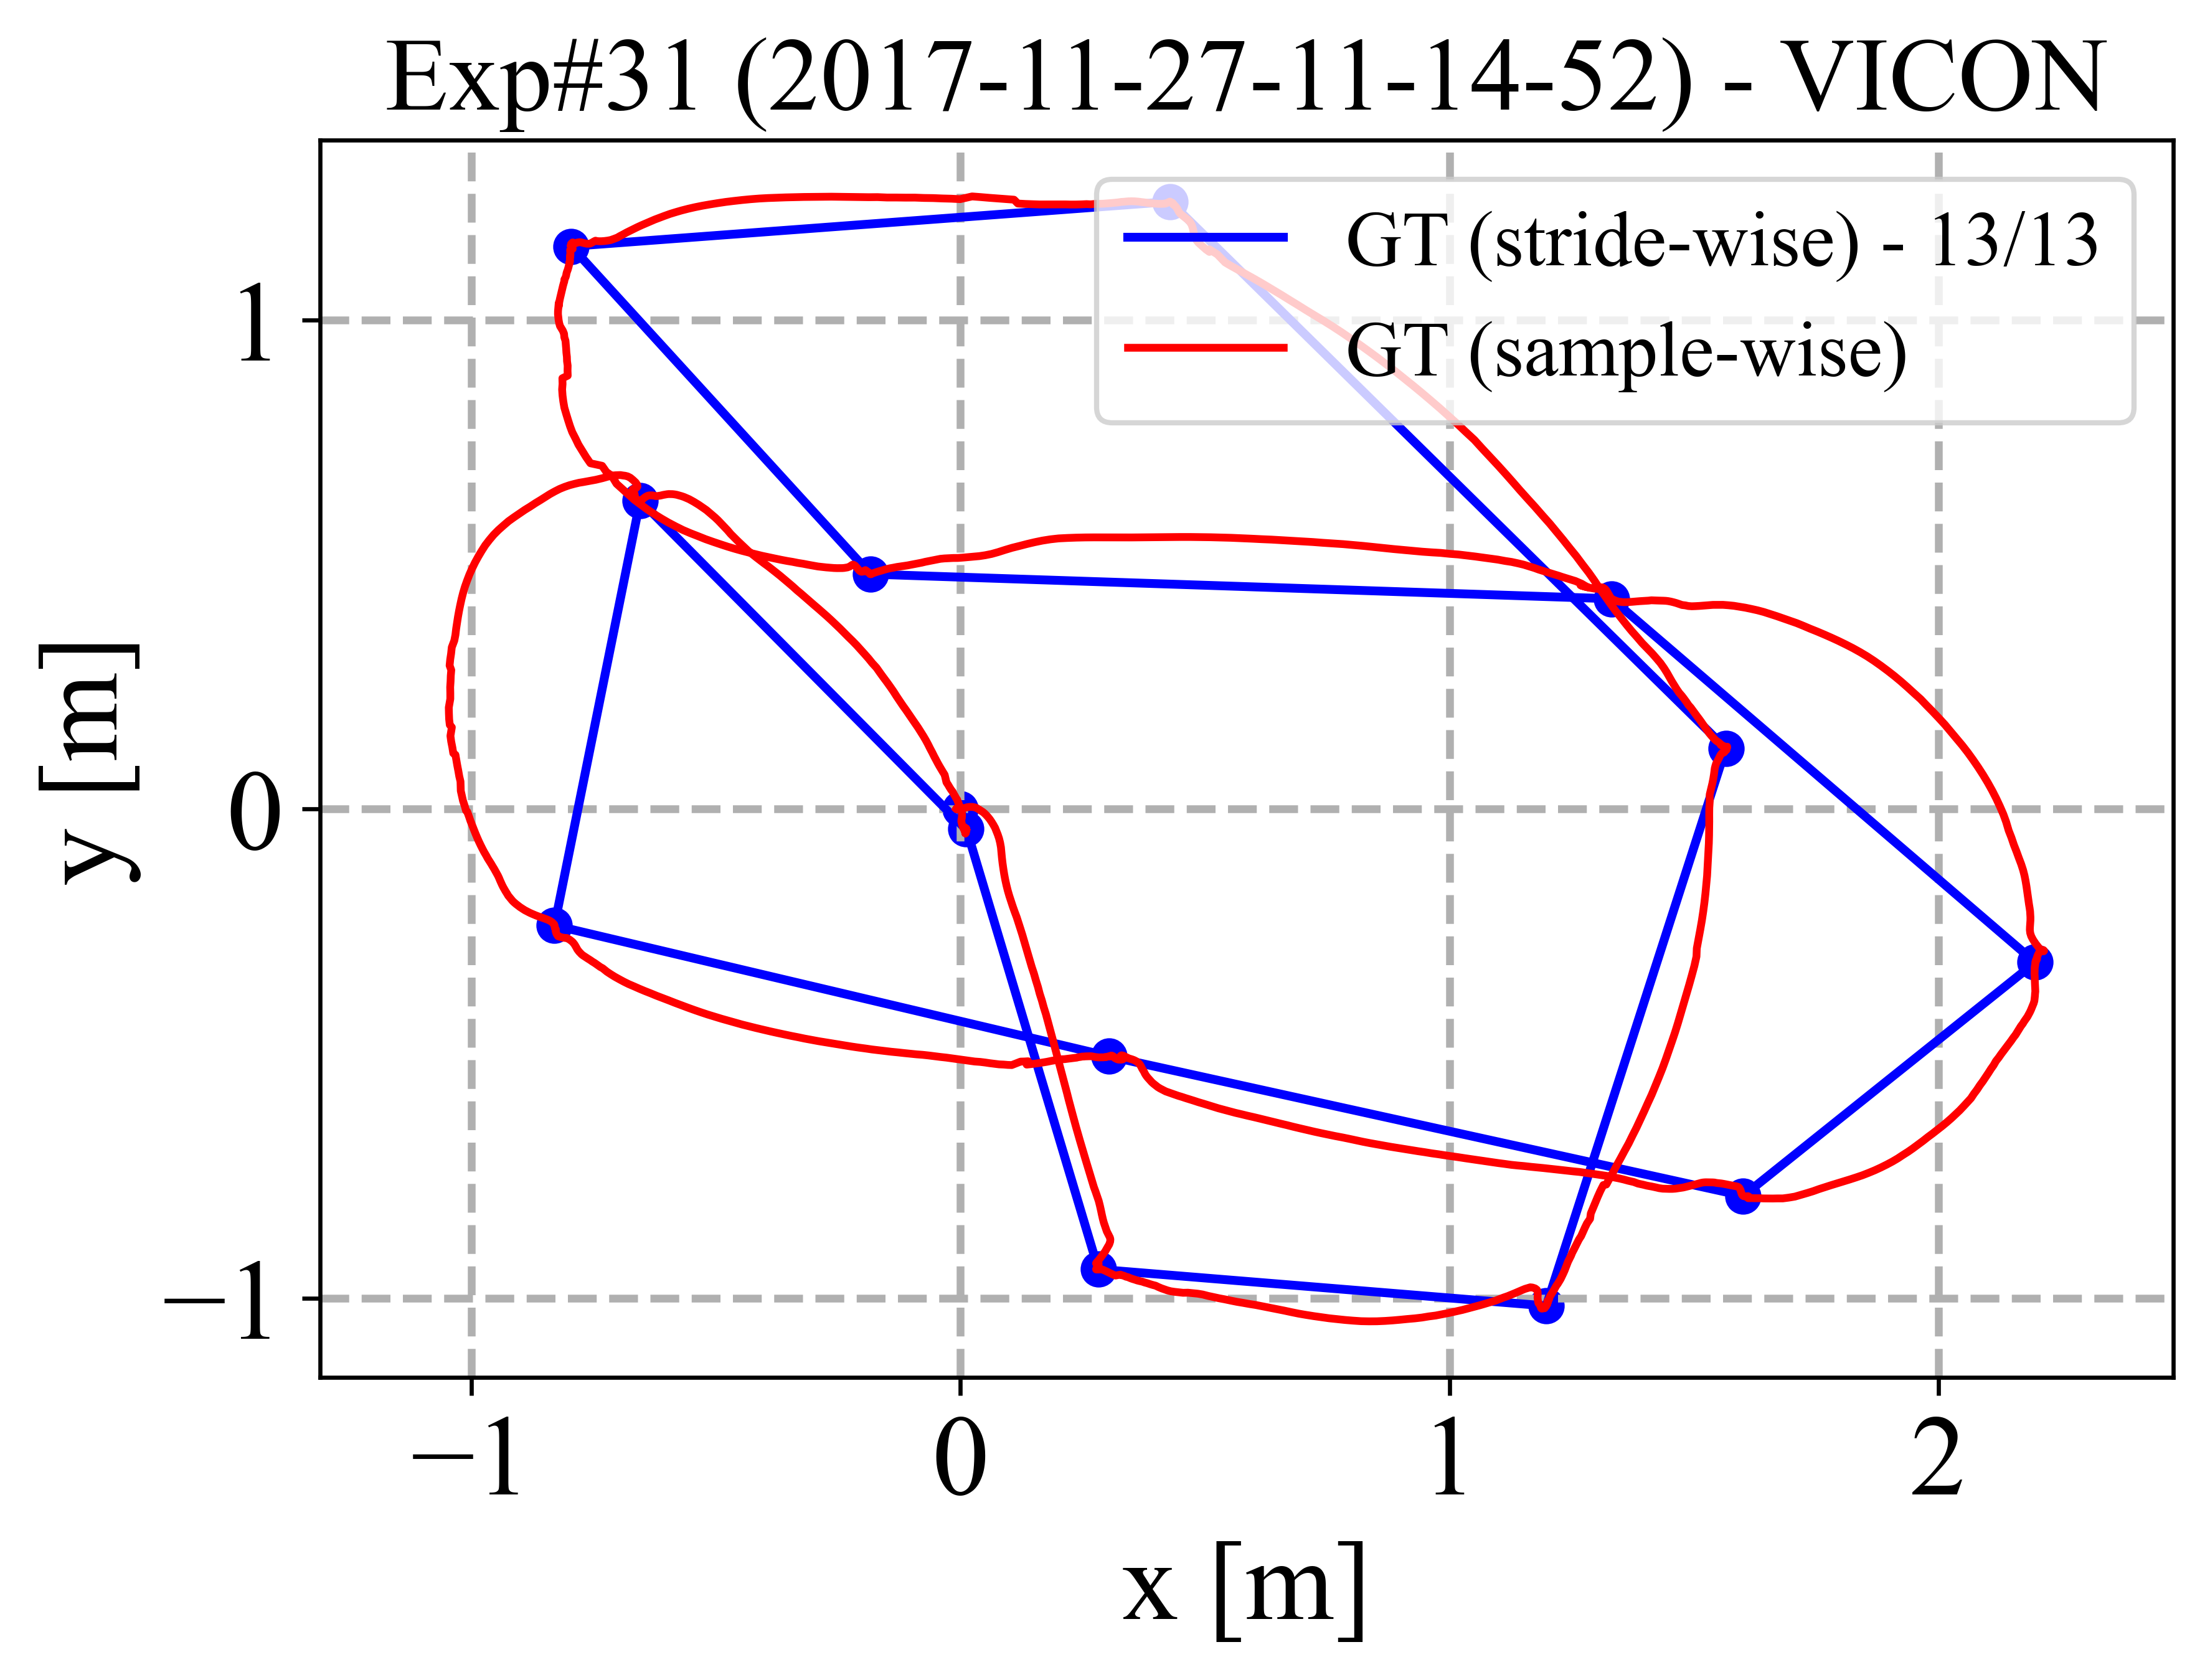 Exp#31 (2017-11-27-11-14-52) - VICON
GT (stride-wise) - 13/13
GT (sample-wise)
1
0
−1
y [m]
−1 0 1 2
x [m]